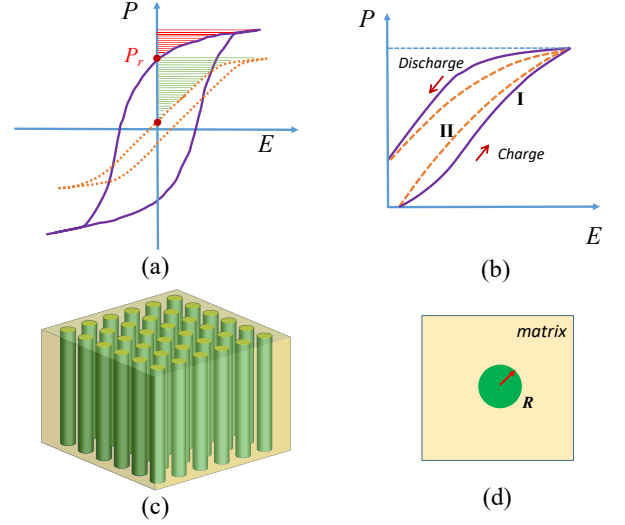 P
P_r
E
(a)
P
Discharge
I
II
Charge
E
(b)
(c)
matrix
R
(d)